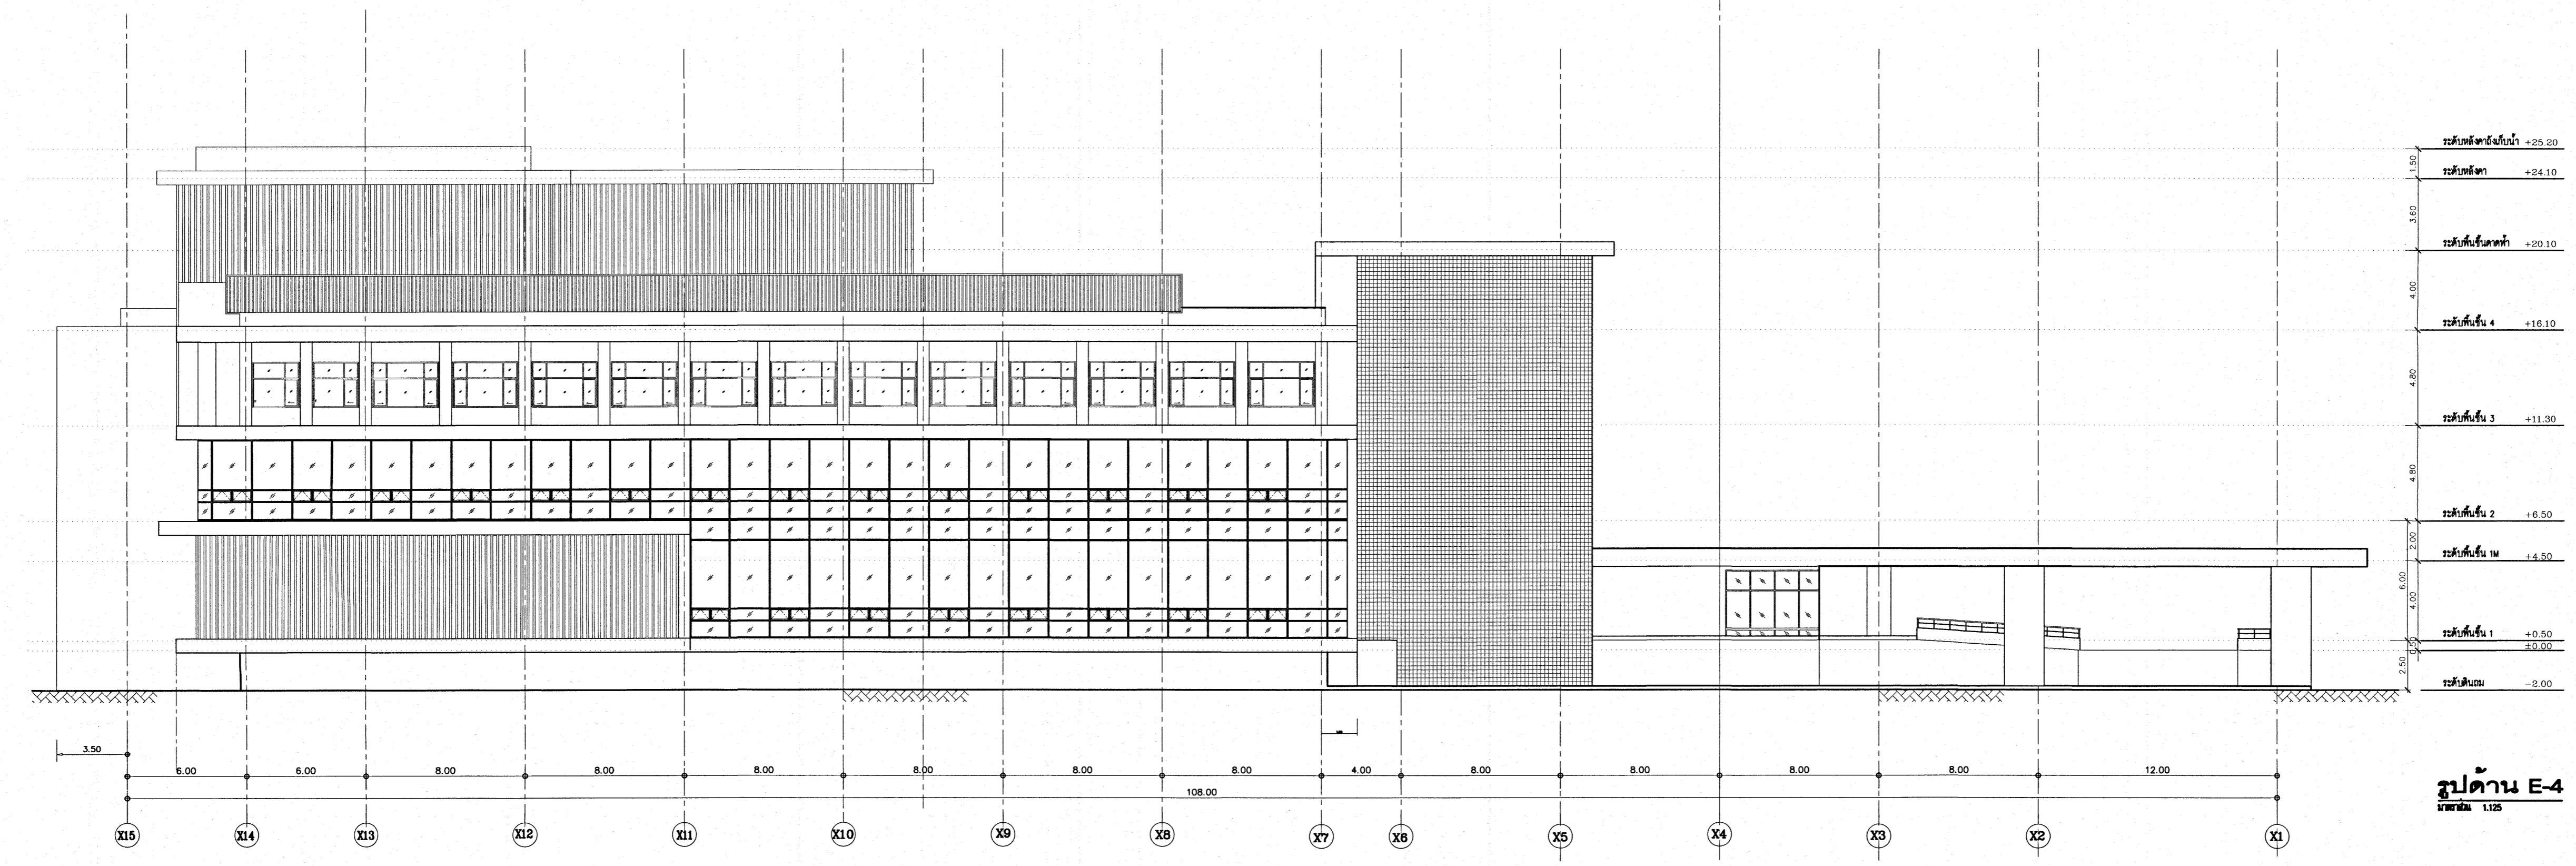 ระดับหลังคาถังเก็บน้ำ +25.20
1.50
ระดับหลังคา +24.10
3.60
ระดับพื้นชั้นดาดฟ้า +20.10
4.00
ระดับพื้นชั้น 4 +16.10
4.80
ระดับพื้นชั้น 3 +11.30
4.80
ระดับพื้นชั้น 2 +6.50
2.00
ระดับพื้นชั้น 1M +4.50
6.00
4.00
ระดับพื้นชั้น 1 +0.50
0.50
±0.00
2.50
ระดับดินถม -2.00
3.50
6.00 6.00 8.00 8.00 8.00 8.00 8.00 8.00 4.00 8.00 8.00 8.00 8.00 12.00
108.00
X15 X14 X13 X12 X11 X10 X9 X8 X7 X6 X5 X4 X3 X2 X1
รูปด้าน E-4
มาตราส่วน 1:125